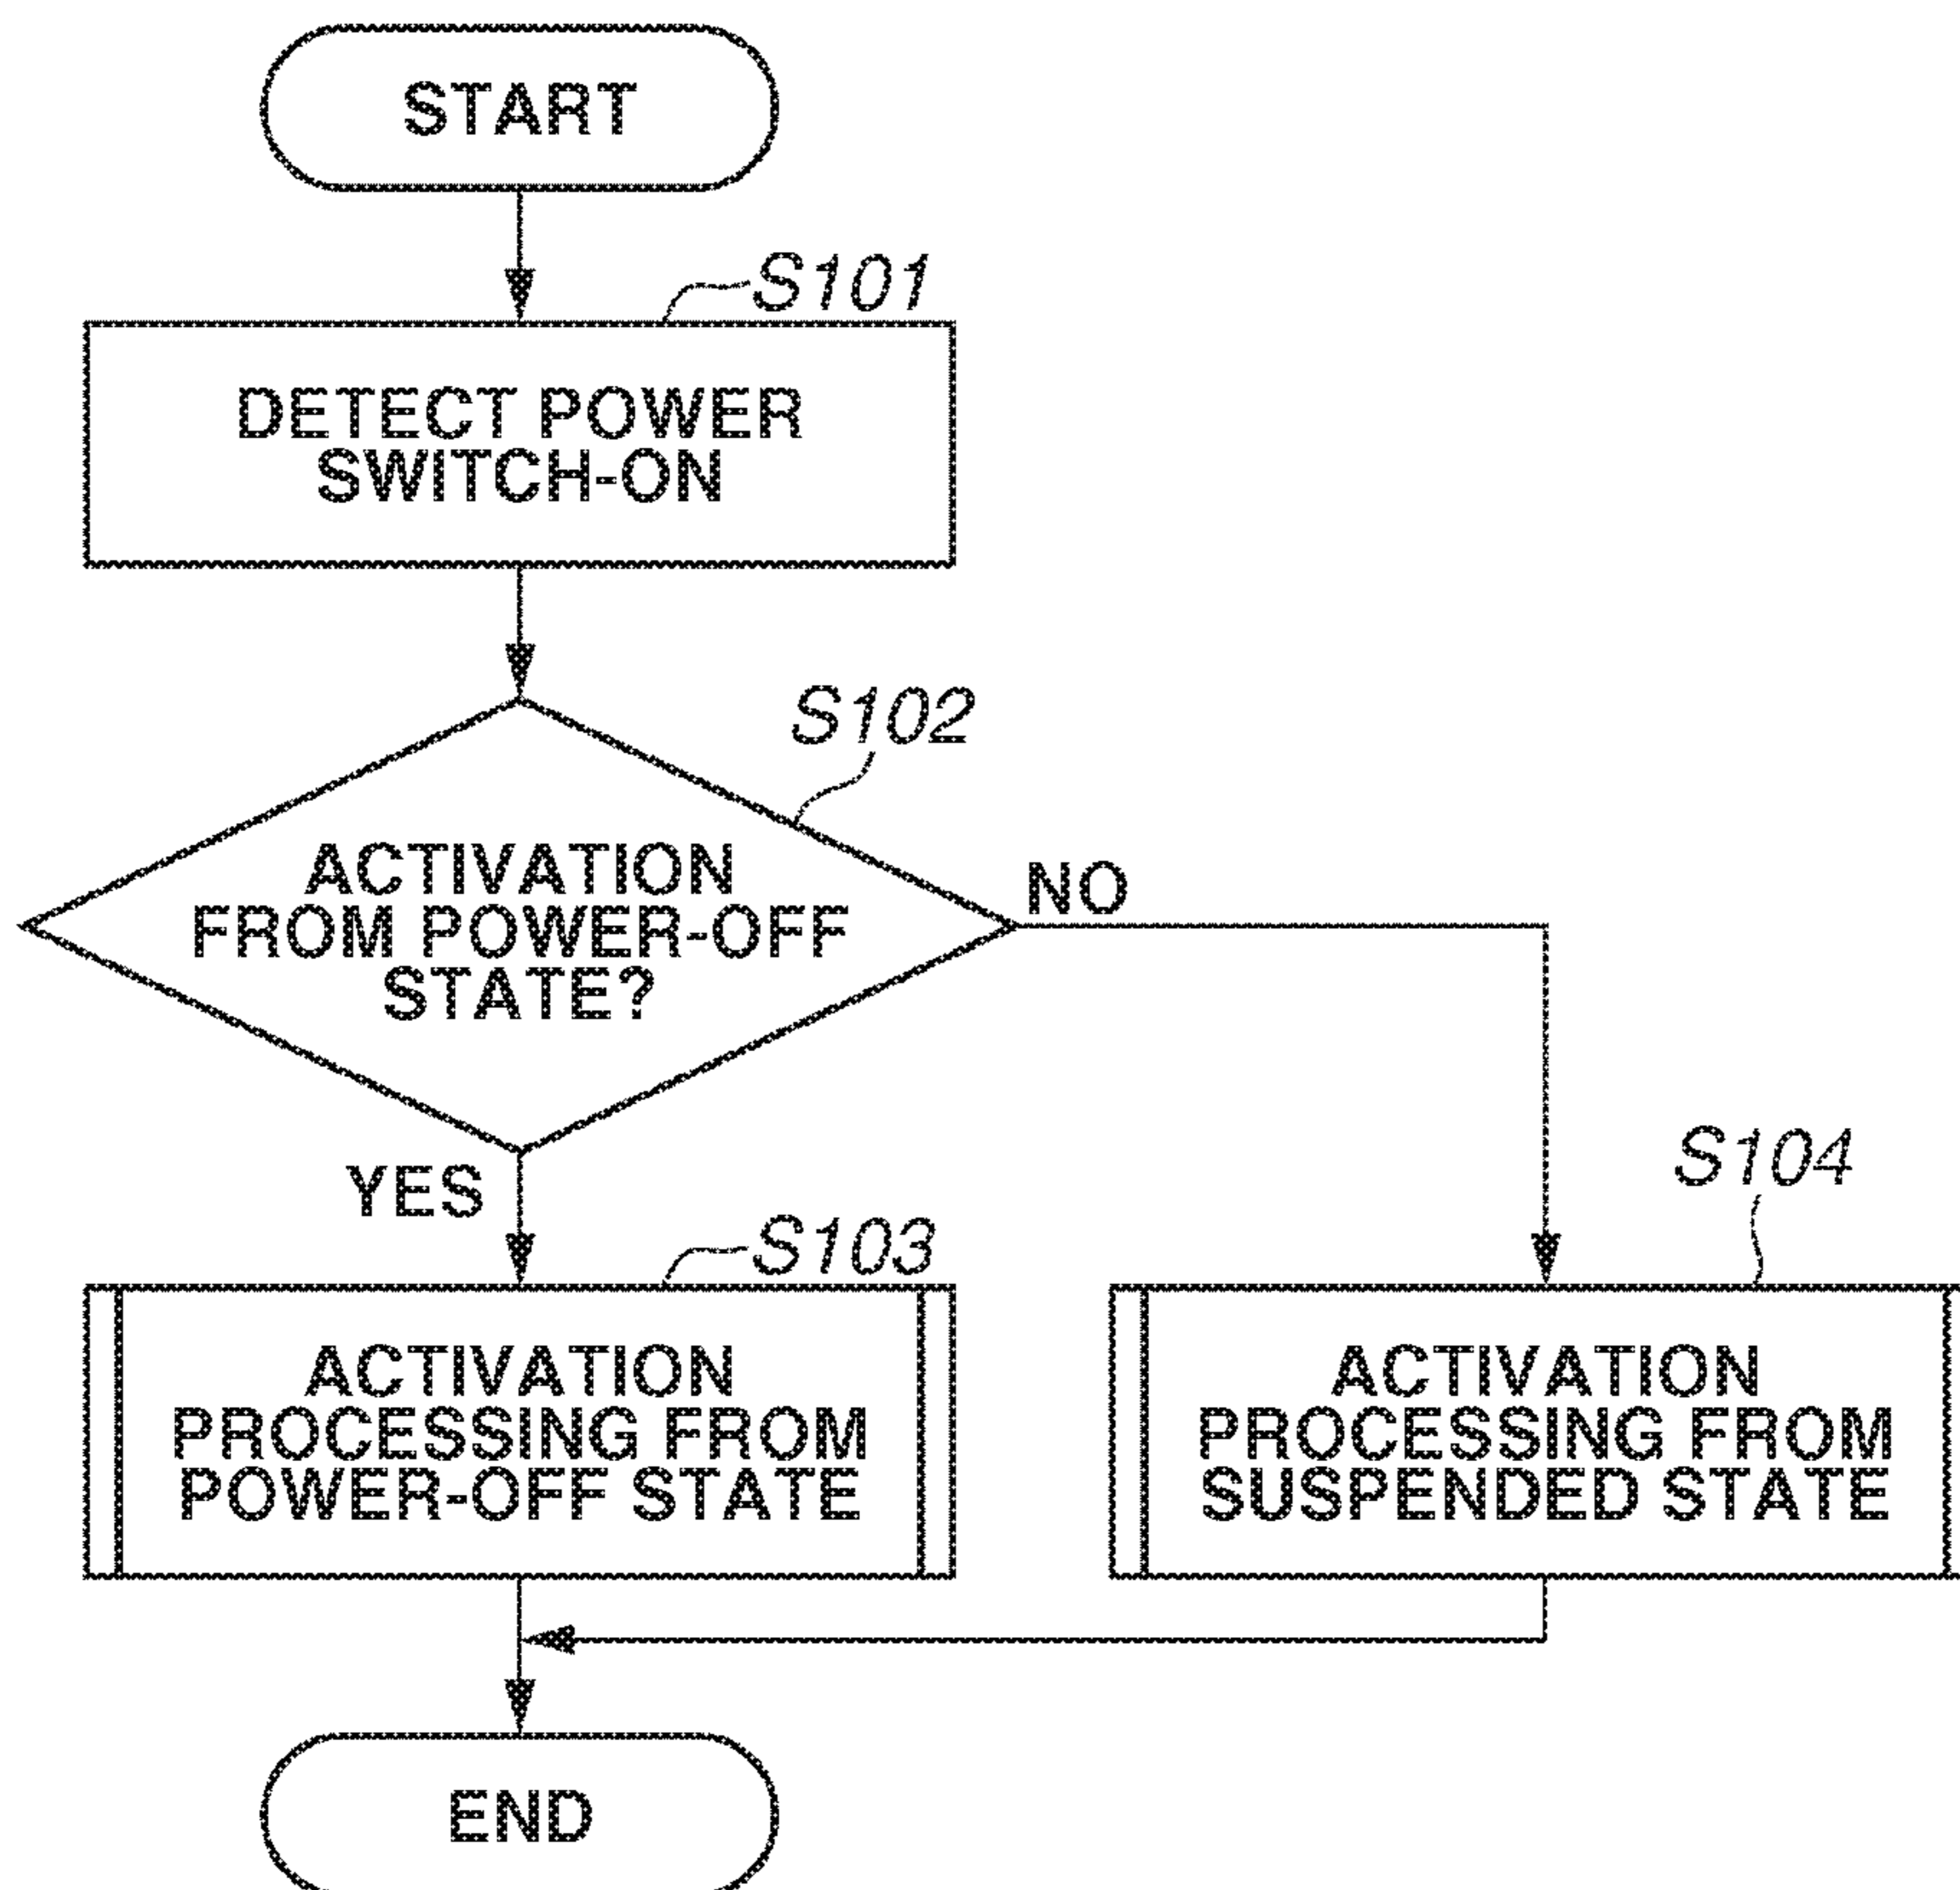 START
S101
DETECT POWER
SWITCH-ON
S102
ACTIVATION
FROM POWER-OFF
STATE?
NO
YES
S103
S104
ACTIVATION
PROCESSING FROM
POWER-OFF STATE
ACTIVATION
PROCESSING FROM
SUSPENDED STATE
END